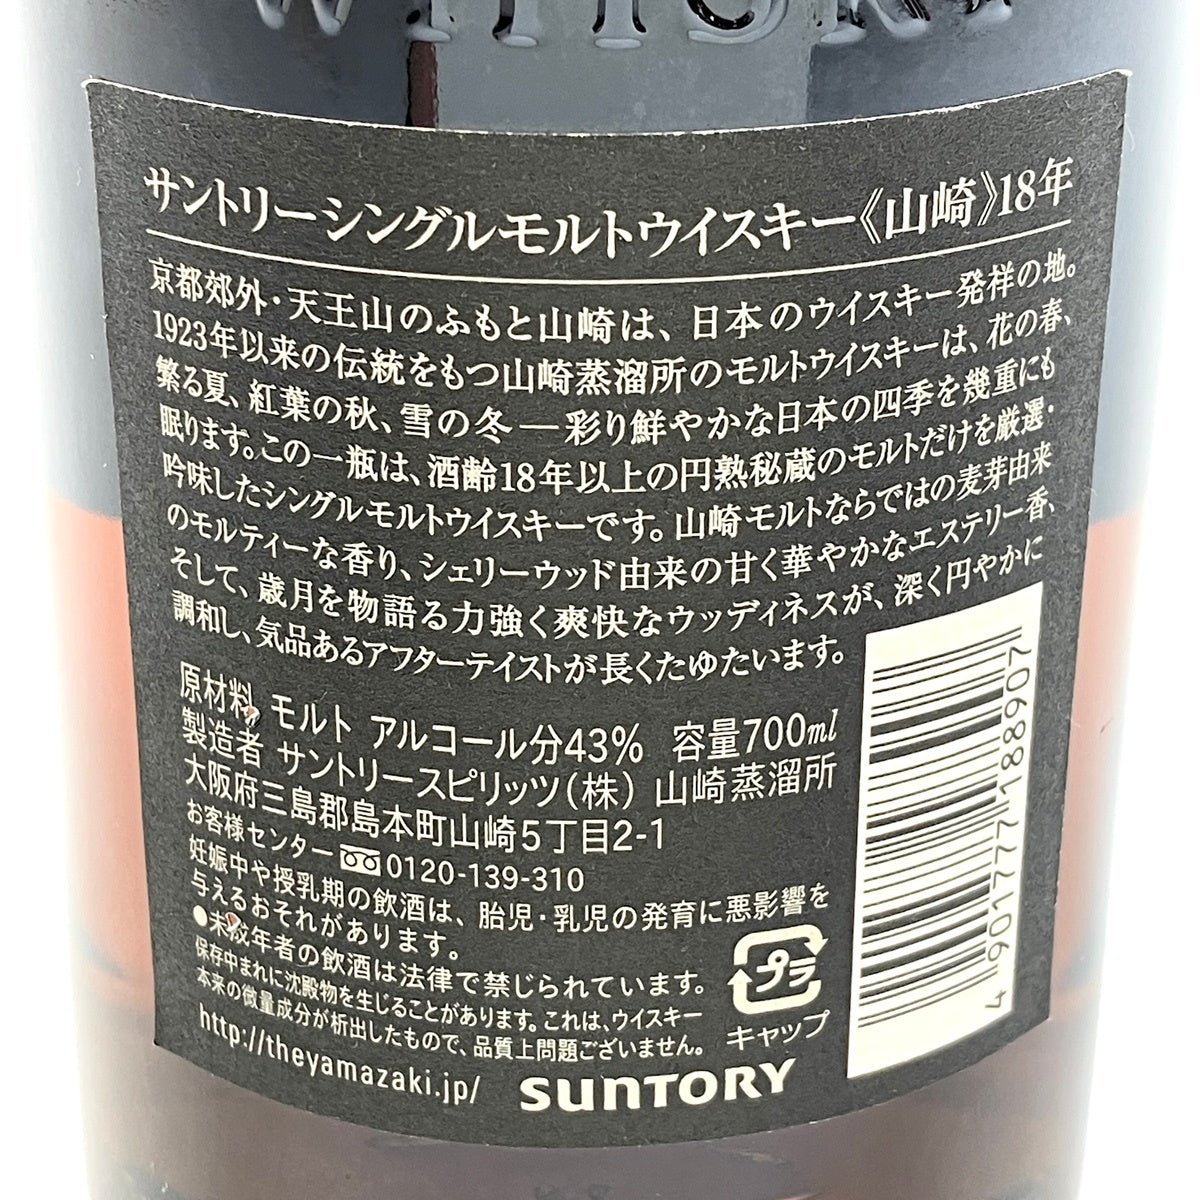 WHISKY
サントリーシングルモルトウイスキー《山崎》18年
京都郊外・天王山のふもと山崎は、日本のウイスキー発祥の地。
1923年以来の伝統をもつ山崎蒸溜所のモルトウイスキーは、花の春、
繁る夏、紅葉の秋、雪の冬―彩り鮮やかな日本の四季を幾重にも
眠ります。この一瓶は、酒齢18年以上の円熟秘蔵のモルトだけを厳選・
吟味したシングルモルトウイスキーです。山崎モルトならではの麦芽由来
のモルティーな香り、シェリーウッド由来の甘く華やかなエステリー香、
そして、歳月を物語る力強く爽快なウッディネスが、深く円やかに
調和し、気品あるアフターテイストが長くたゆたいます。
原材料 モルト アルコール分43% 容量700ml
製造者 サントリースピリッツ(株) 山崎蒸溜所
大阪府三島郡島本町山崎5丁目2-1
お客様センター 0120-139-310
妊娠中や授乳期の飲酒は、胎児・乳児の発育に悪影響を
与えるおそれがあります。
●未成年者の飲酒は法律で禁じられています。
保存中まれに沈殿物を生じることがあります。これは、ウイスキー
本来の微量成分が析出したもので、品質上問題ございません。
http://theyamazaki.jp/
SUNTORY
プラ
キャップ
4 901777 188907